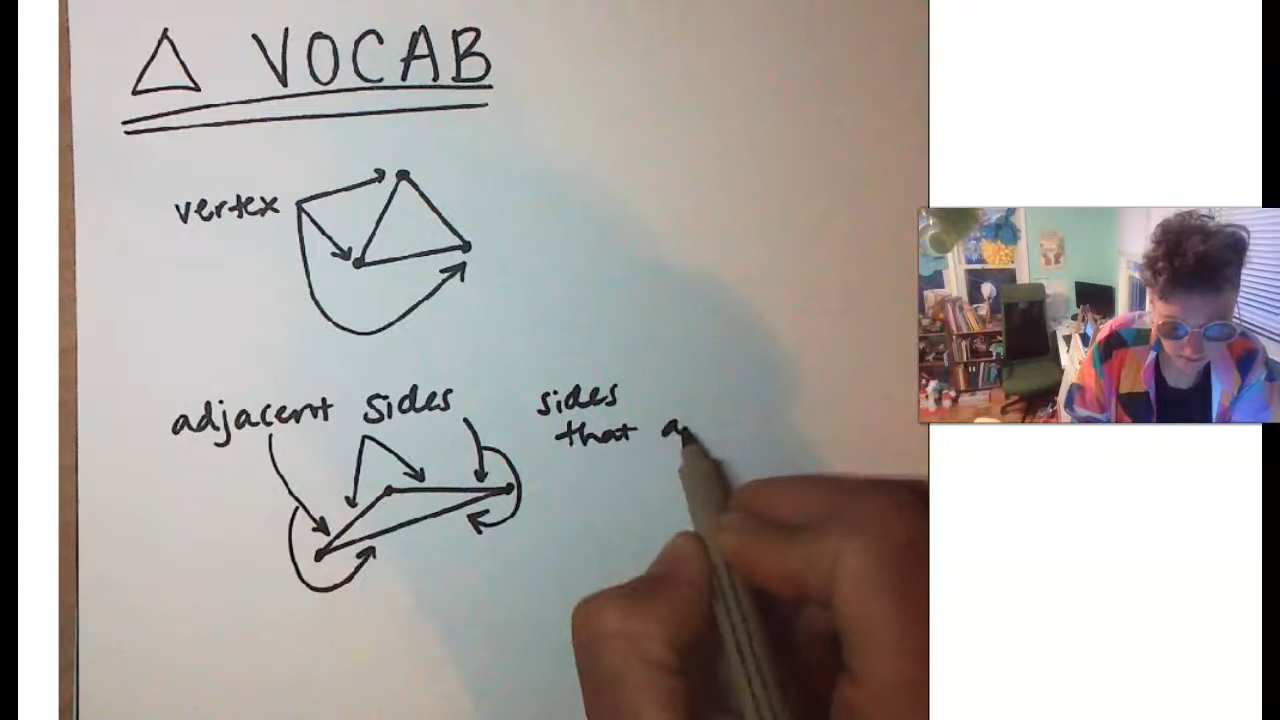 △ VOCAB
vertex
adjacent sides
sides
that a